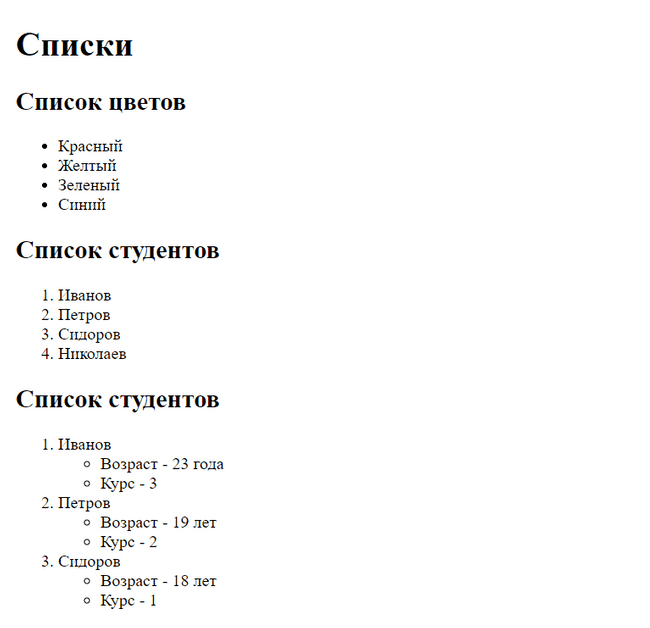 Списки
Список цветов
• Красный
• Желтый
• Зеленый
• Синий
Список студентов
1. Иванов
2. Петров
3. Сидоров
4. Николаев
Список студентов
1. Иванов
◦ Возраст - 23 года
◦ Курс - 3
2. Петров
◦ Возраст - 19 лет
◦ Курс - 2
3. Сидоров
◦ Возраст - 18 лет
◦ Курс - 1